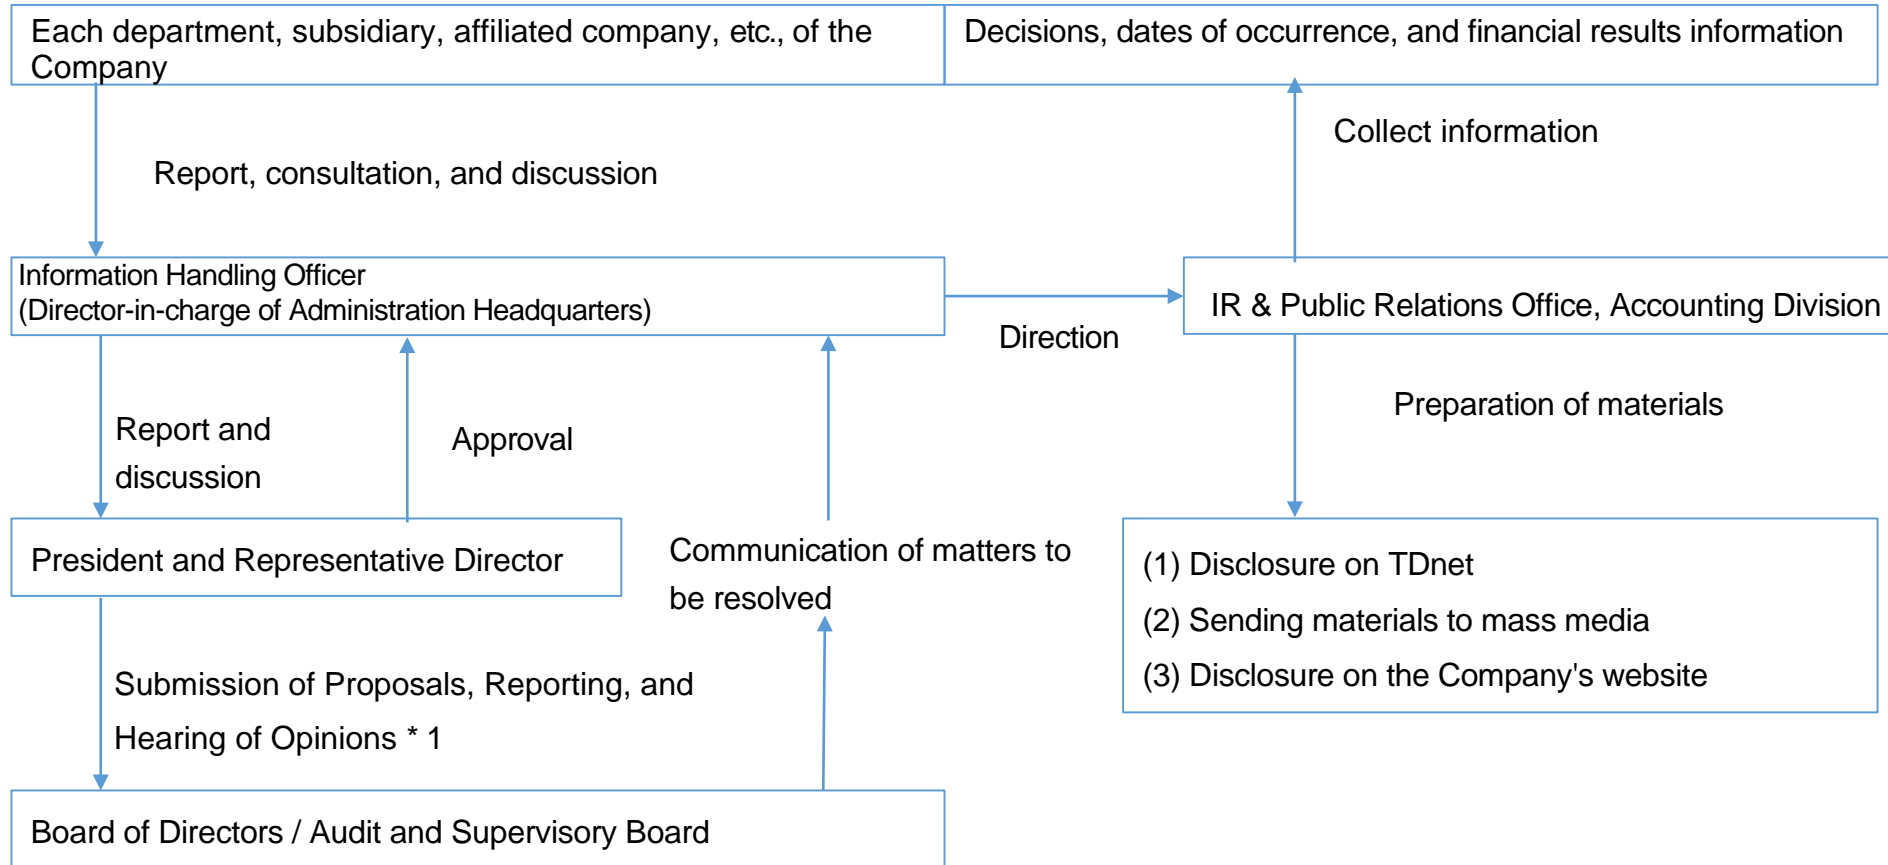 Each department, subsidiary, affiliated company, etc., of the
Company
Decisions, dates of occurrence, and financial results information
Collect information
Report, consultation, and discussion
Information Handling Officer
(Director-in-charge of Administration Headquarters)
Direction
IR & Public Relations Office, Accounting Division
Report and
discussion
Approval
Preparation of materials
President and Representative Director
Communication of matters to
be resolved
(1) Disclosure on TDnet
(2) Sending materials to mass media
(3) Disclosure on the Company's website
Submission of Proposals, Reporting, and
Hearing of Opinions * 1
Board of Directors / Audit and Supervisory Board